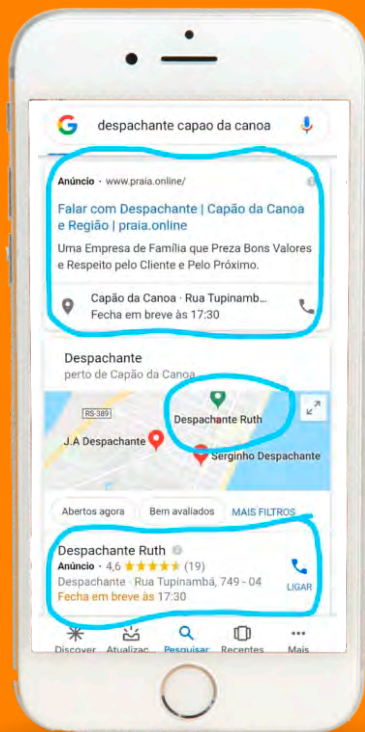 despachante capao da canoa
Anúncio · www.praia.online/
Falar com Despachante | Capão da Canoa
e Região | praia.online
Uma Empresa de Família que Preza Bons Valores
e Respeito pelo Cliente e Pelo Próximo.
Capão da Canoa · Rua Tupinamb...
Fecha em breve às 17:30
Despachante
perto de Capão da Canoa
RS-389
Despachante Ruth
J.A Despachante
Serginho Despachante
Abertos agora
Bem avaliados
MAIS FILTROS
Despachante Ruth
Anúncio · 4,6 ★★★★★ (19)
Despachante · Rua Tupinambá, 749 - 04
LIGAR
Fecha em breve às 17:30
Discover
Atualizac
Pesquisar
Recentes
Mais